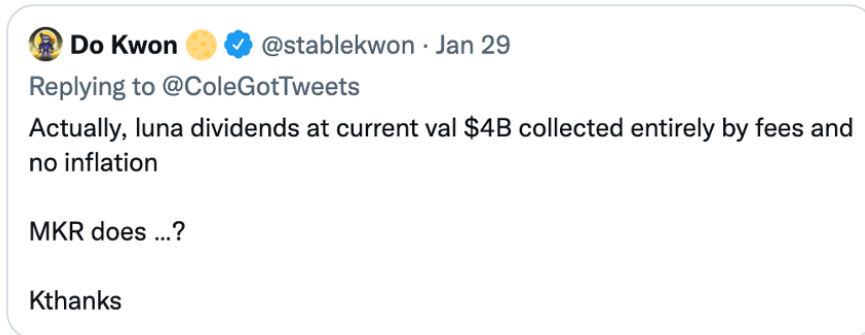 Do Kwon 🌕 @stablekwon · Jan 29
Replying to @ColeGotTweets
Actually, luna dividends at current val $4B collected entirely by fees and
no inflation
MKR does ...?
Kthanks